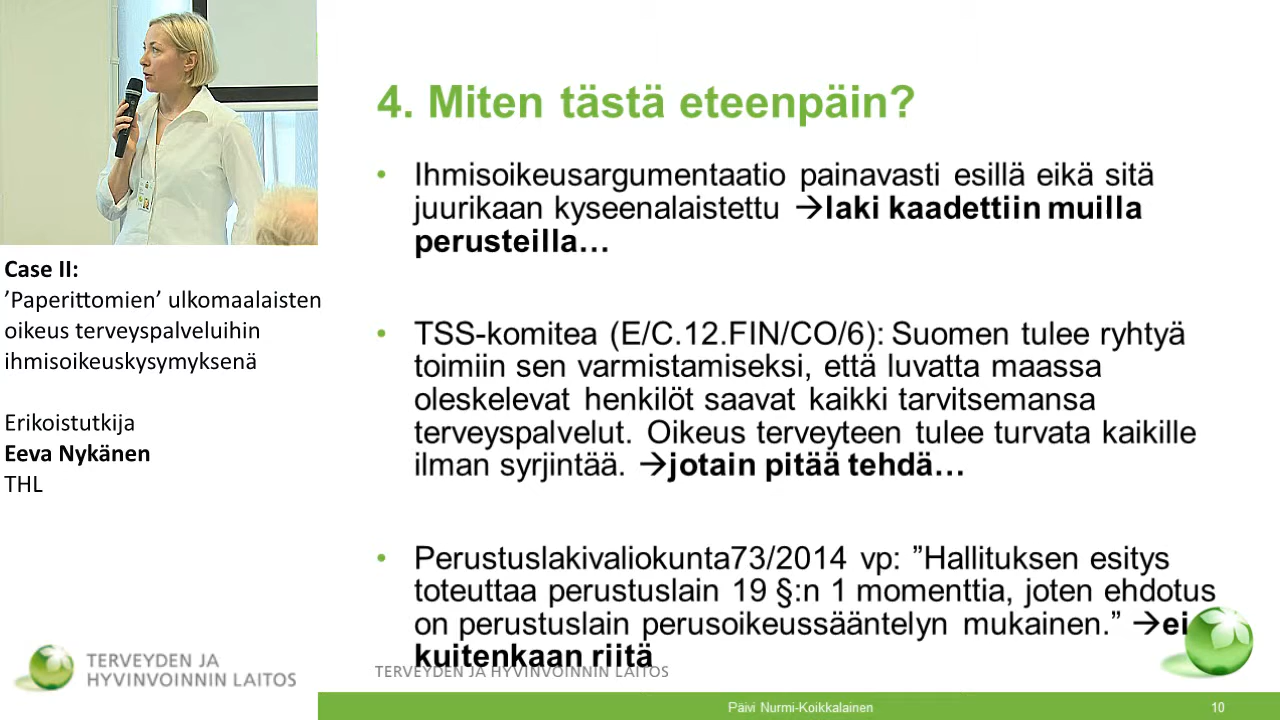 4. Miten tästä eteenpäin?
• Ihmisoikeusargumentaatio painavasti esillä eikä sitä
juurikaan kyseenalaistettu →laki kaadettiin muilla
perusteilla…
• TSS-komitea (E/C.12.FIN/CO/6): Suomen tulee ryhtyä
toimiin sen varmistamiseksi, että luvatta maassa
oleskelevat henkilöt saavat kaikki tarvitsemansa
terveyspalvelut. Oikeus terveyteen tulee turvata kaikille
ilman syrjintää. →jotain pitää tehdä…
• Perustuslakivaliokunta73/2014 vp: ”Hallituksen esitys
toteuttaa perustuslain 19 §:n 1 momenttia, joten ehdotus
on perustuslain perusoikeussääntelyn mukainen.” →ei
kuitenkaan riitä
Case II:
’Paperittomien’ ulkomaalaisten
oikeus terveyspalveluihin
ihmisoikeuskysymyksenä
Erikoistutkija
Eeva Nykänen
THL
TERVEYDEN JA
HYVINVOINNIN LAITOS
TERVEYDEN JA HYVINVOINNIN LAITOS
Päivi Nurmi-Koikkalainen
10